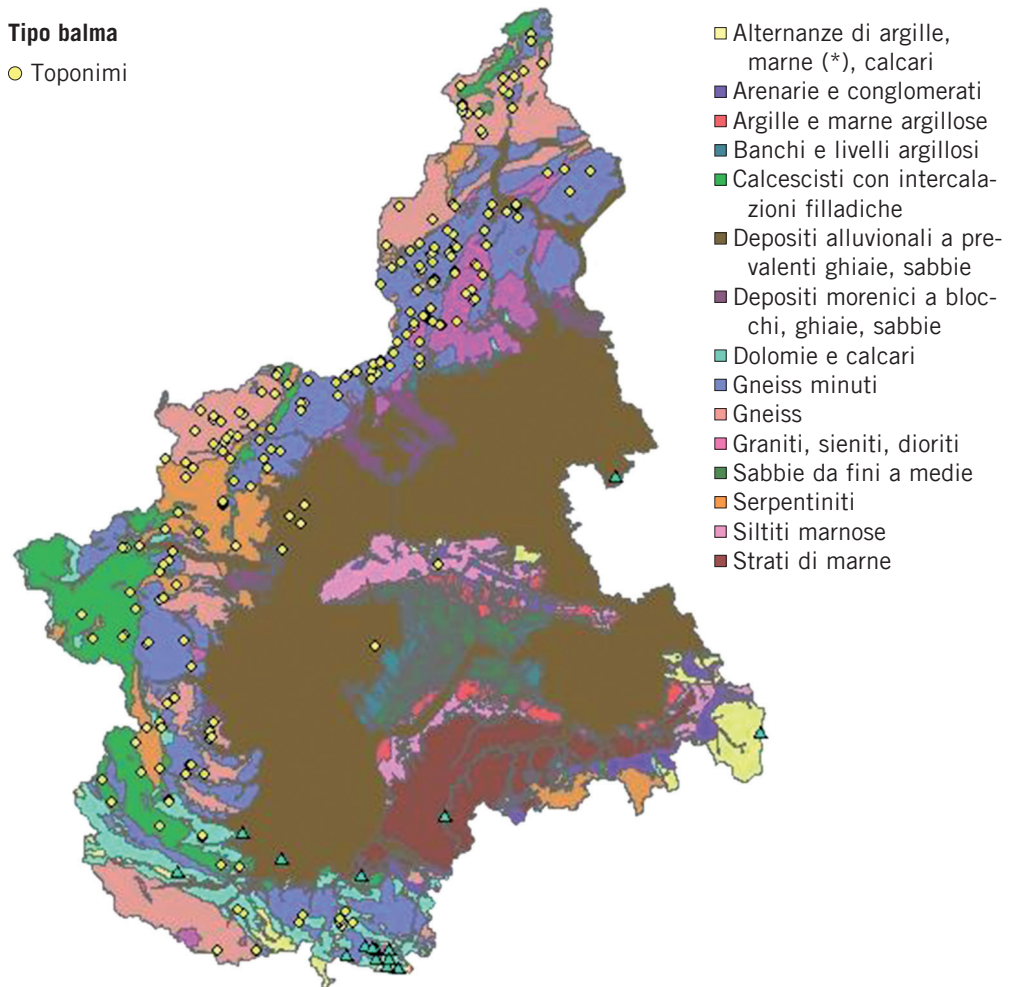 Tipo balma
Toponimi
Alternanze di argille,
marne (*), calcari
Arenarie e conglomerati
Argille e marne argillose
Banchi e livelli argillosi
Calcescisti con intercala-
zioni filladiche
Depositi alluvionali a pre-
valenti ghiaie, sabbie
Depositi morenici a bloc-
chi, ghiaie, sabbie
Dolomie e calcari
Gneiss minuti
Gneiss
Graniti, sieniti, dioriti
Sabbie da fini a medie
Serpentiniti
Siltiti marnose
Strati di marne